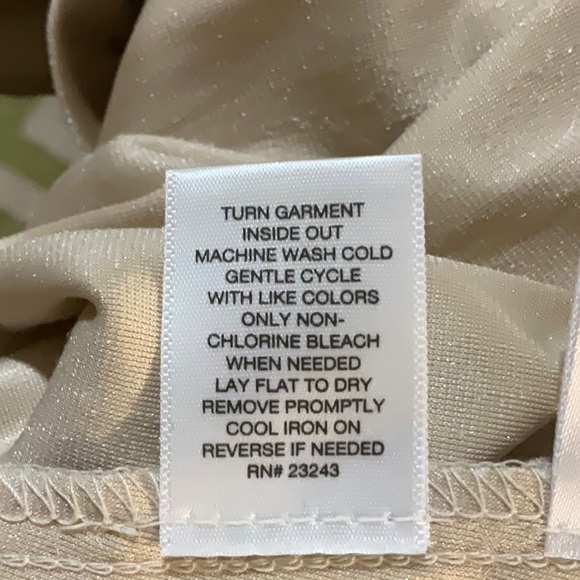 TURN GARMENT
INSIDE OUT
MACHINE WASH COLD
GENTLE CYCLE
WITH LIKE COLORS
ONLY NON-
CHLORINE BLEACH
WHEN NEEDED
LAY FLAT TO DRY
REMOVE PROMPTLY
COOL IRON ON
REVERSE IF NEEDED
RN# 23243